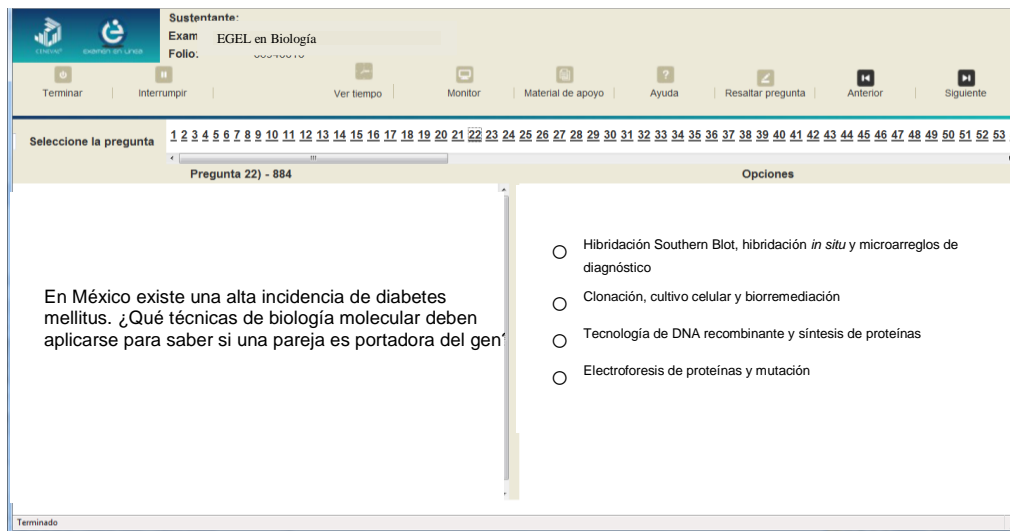 Sustentante:
Exam EGEL en Biología
Folio:
CENEVAL examen en línea
Terminar Interrumpir Ver tiempo Monitor Material de apoyo Ayuda Resaltar pregunta Anterior Siguiente
Seleccione la pregunta 1 2 3 4 5 6 7 8 9 10 11 12 13 14 15 16 17 18 19 20 21 22 23 24 25 26 27 28 29 30 31 32 33 34 35 36 37 38 39 40 41 42 43 44 45 46 47 48 49 50 51 52 53
Pregunta 22) - 884
En México existe una alta incidencia de diabetes
mellitus. ¿Qué técnicas de biología molecular deben
aplicarse para saber si una pareja es portadora del gen?
Opciones
Hibridación Southern Blot, hibridación in situ y microarreglos de
diagnóstico
Clonación, cultivo celular y biorremediación
Tecnología de DNA recombinante y síntesis de proteínas
Electroforesis de proteínas y mutación
Terminado